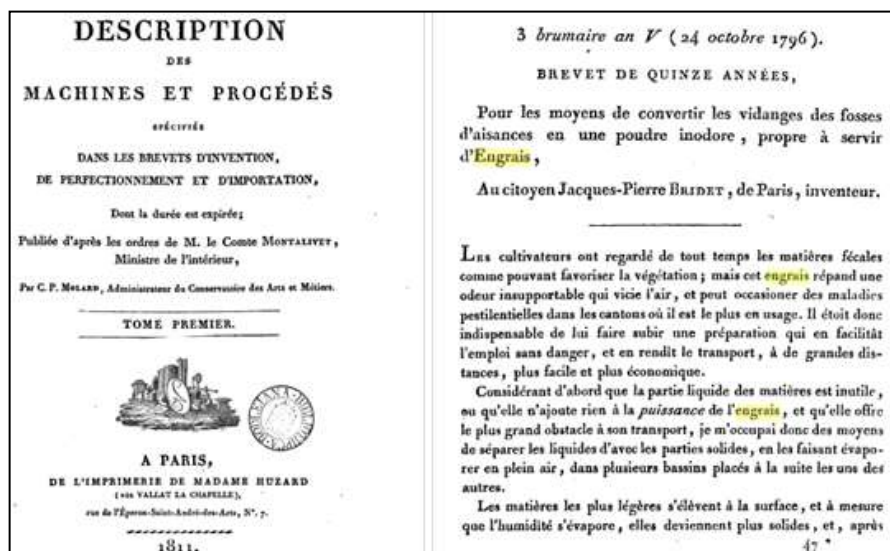 DESCRIPTION
DES
MACHINES ET PROCÉDÉS
SPÉCIFIÉS
DANS LES BREVETS D'INVENTION,
DE PERFECTIONNEMENT ET D'IMPORTATION,
Dont la durée est expirée;
Publiée d'après les ordres de M. le Comte MONTALIVET,
Ministre de l'intérieur,
Par C. P. MOLARD, Administrateur du Conservatoire des Arts et Métiers.
TOME PREMIER.
BODLEIANA
A PARIS,
DE L'IMPRIMERIE DE MADAME HUZARD
(NÉE VALLAT LA CHAPELLE),
rue de l'Éperon-Saint-André-des-Arts, N°. 7.
1811.
3 brumaire an V (24 octobre 1796).
BREVET DE QUINZE ANNÉES,
Pour les moyens de convertir les vidanges des fosses
d'aisances en une poudre inodore, propre à servir
d'Engrais,
Au citoyen Jacques-Pierre BRIDET, de Paris, inventeur.
LES cultivateurs ont regardé de tout temps les matières fécales
comme pouvant favoriser la végétation; mais cet engrais répand une
odeur insupportable qui vicie l'air, et peut occasioner des maladies
pestilentielles dans les cantons où il est le plus en usage. Il étoit donc
indispensable de lui faire subir une préparation qui en facilitât
l'emploi sans danger, et en rendît le transport, à de grandes dis-
tances, plus facile et plus économique.
Considérant d'abord que la partie liquide des matières est inutile,
ou qu'elle n'ajoute rien à la puissance de l'engrais, et qu'elle offre
le plus grand obstacle à son transport, je m'occupai donc des moyens
de séparer les liquides d'avec les parties solides, en les faisant évapo-
rer en plein air, dans plusieurs bassins placés à la suite les uns des
autres.
Les matières les plus légères s'élèvent à la surface, et à mesure
que l'humidité s'évapore, elles deviennent plus solides, et, après
47 *